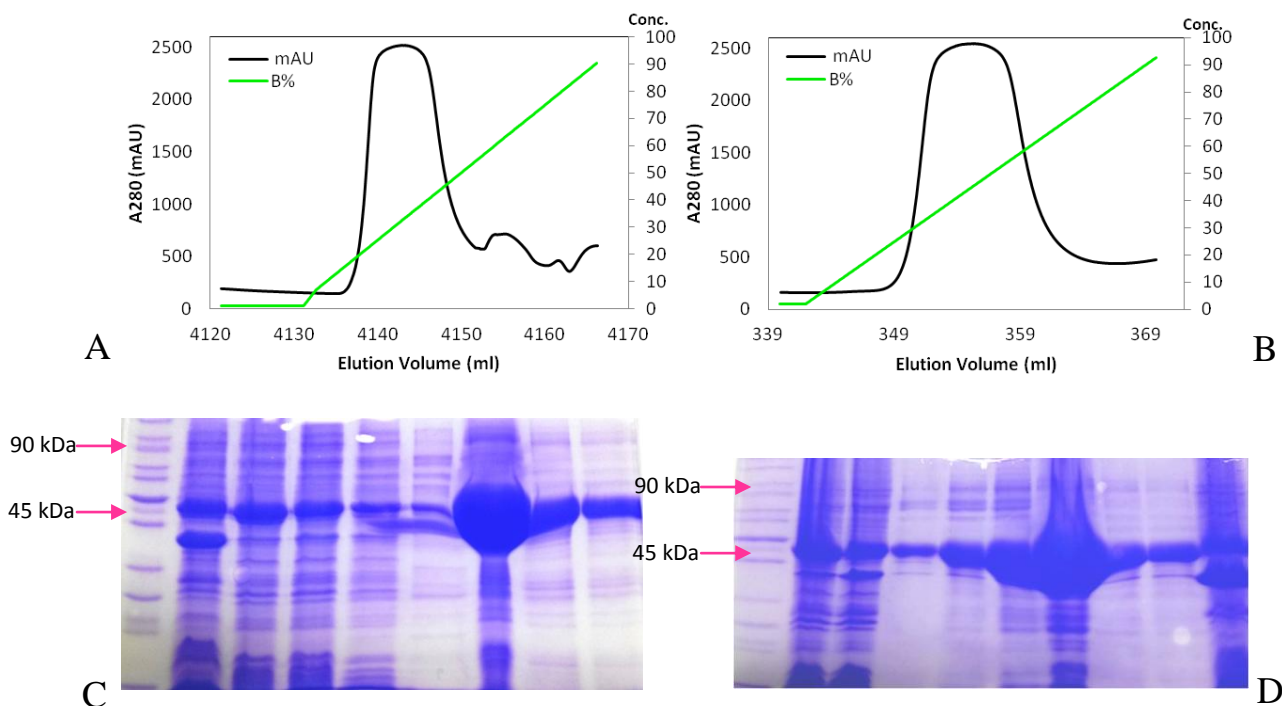 Conc.
2500
2000
1500
1000
500
0
A280 (mAU)
mAU
B%
100
90
80
70
60
50
40
30
20
10
0
4120 4130 4140 4150 4160 4170
Elution Volume (ml)
A
Conc.
2500
2000
1500
1000
500
0
A280 (mAU)
mAU
B%
100
90
80
70
60
50
40
30
20
10
0
339 349 359 369
Elution Volume (ml)
B
90 kDa
45 kDa
C
90 kDa
45 kDa
D